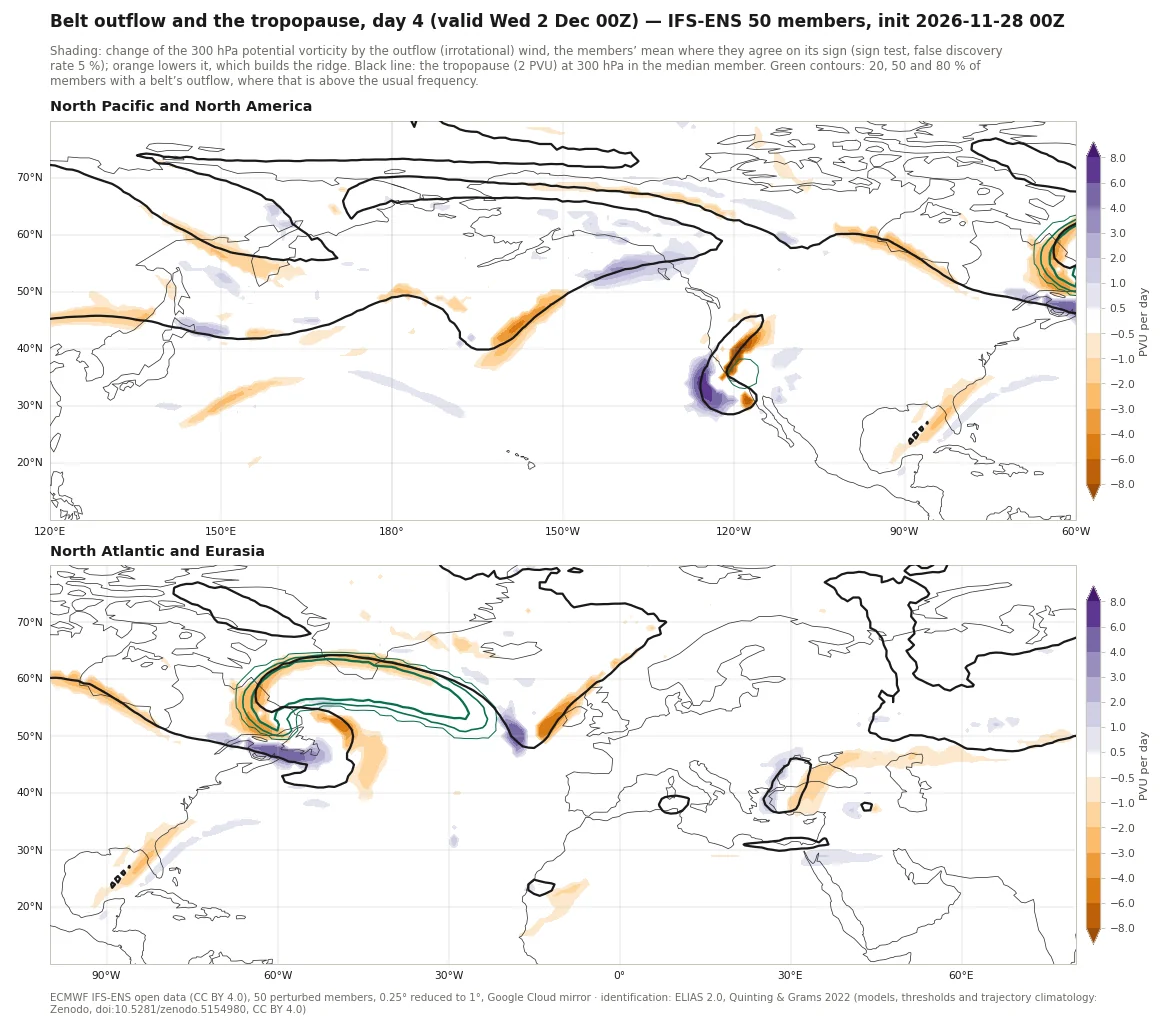 Belt outflow and the tropopause, day 4 (valid Wed 2 Dec 00Z) — IFS-ENS 50 members, init 2026-11-28 00Z
Shading: change of the 300 hPa potential vorticity by the outflow (irrotational) wind, the members’ mean where they agree on its sign (sign test, false discovery
rate 5 %); orange lowers it, which builds the ridge. Black line: the tropopause (2 PVU) at 300 hPa in the median member. Green contours: 20, 50 and 80 % of
members with a belt’s outflow, where that is above the usual frequency.
North Pacific and North America
70°N
60°N
50°N
40°N
30°N
20°N
120°E
150°E
180°
150°W
120°W
90°W
60°W
8.0
6.0
4.0
3.0
2.0
1.0
0.5
−0.5
−1.0
−2.0
−3.0
−4.0
−6.0
−8.0
PVU per day
North Atlantic and Eurasia
70°N
60°N
50°N
40°N
30°N
20°N
90°W
60°W
30°W
0°
30°E
60°E
8.0
6.0
4.0
3.0
2.0
1.0
0.5
−0.5
−1.0
−2.0
−3.0
−4.0
−6.0
−8.0
PVU per day
ECMWF IFS-ENS open data (CC BY 4.0), 50 perturbed members, 0.25° reduced to 1°, Google Cloud mirror · identification: ELIAS 2.0, Quinting & Grams 2022 (models, thresholds and trajectory climatology:
Zenodo, doi:10.5281/zenodo.5154980, CC BY 4.0)